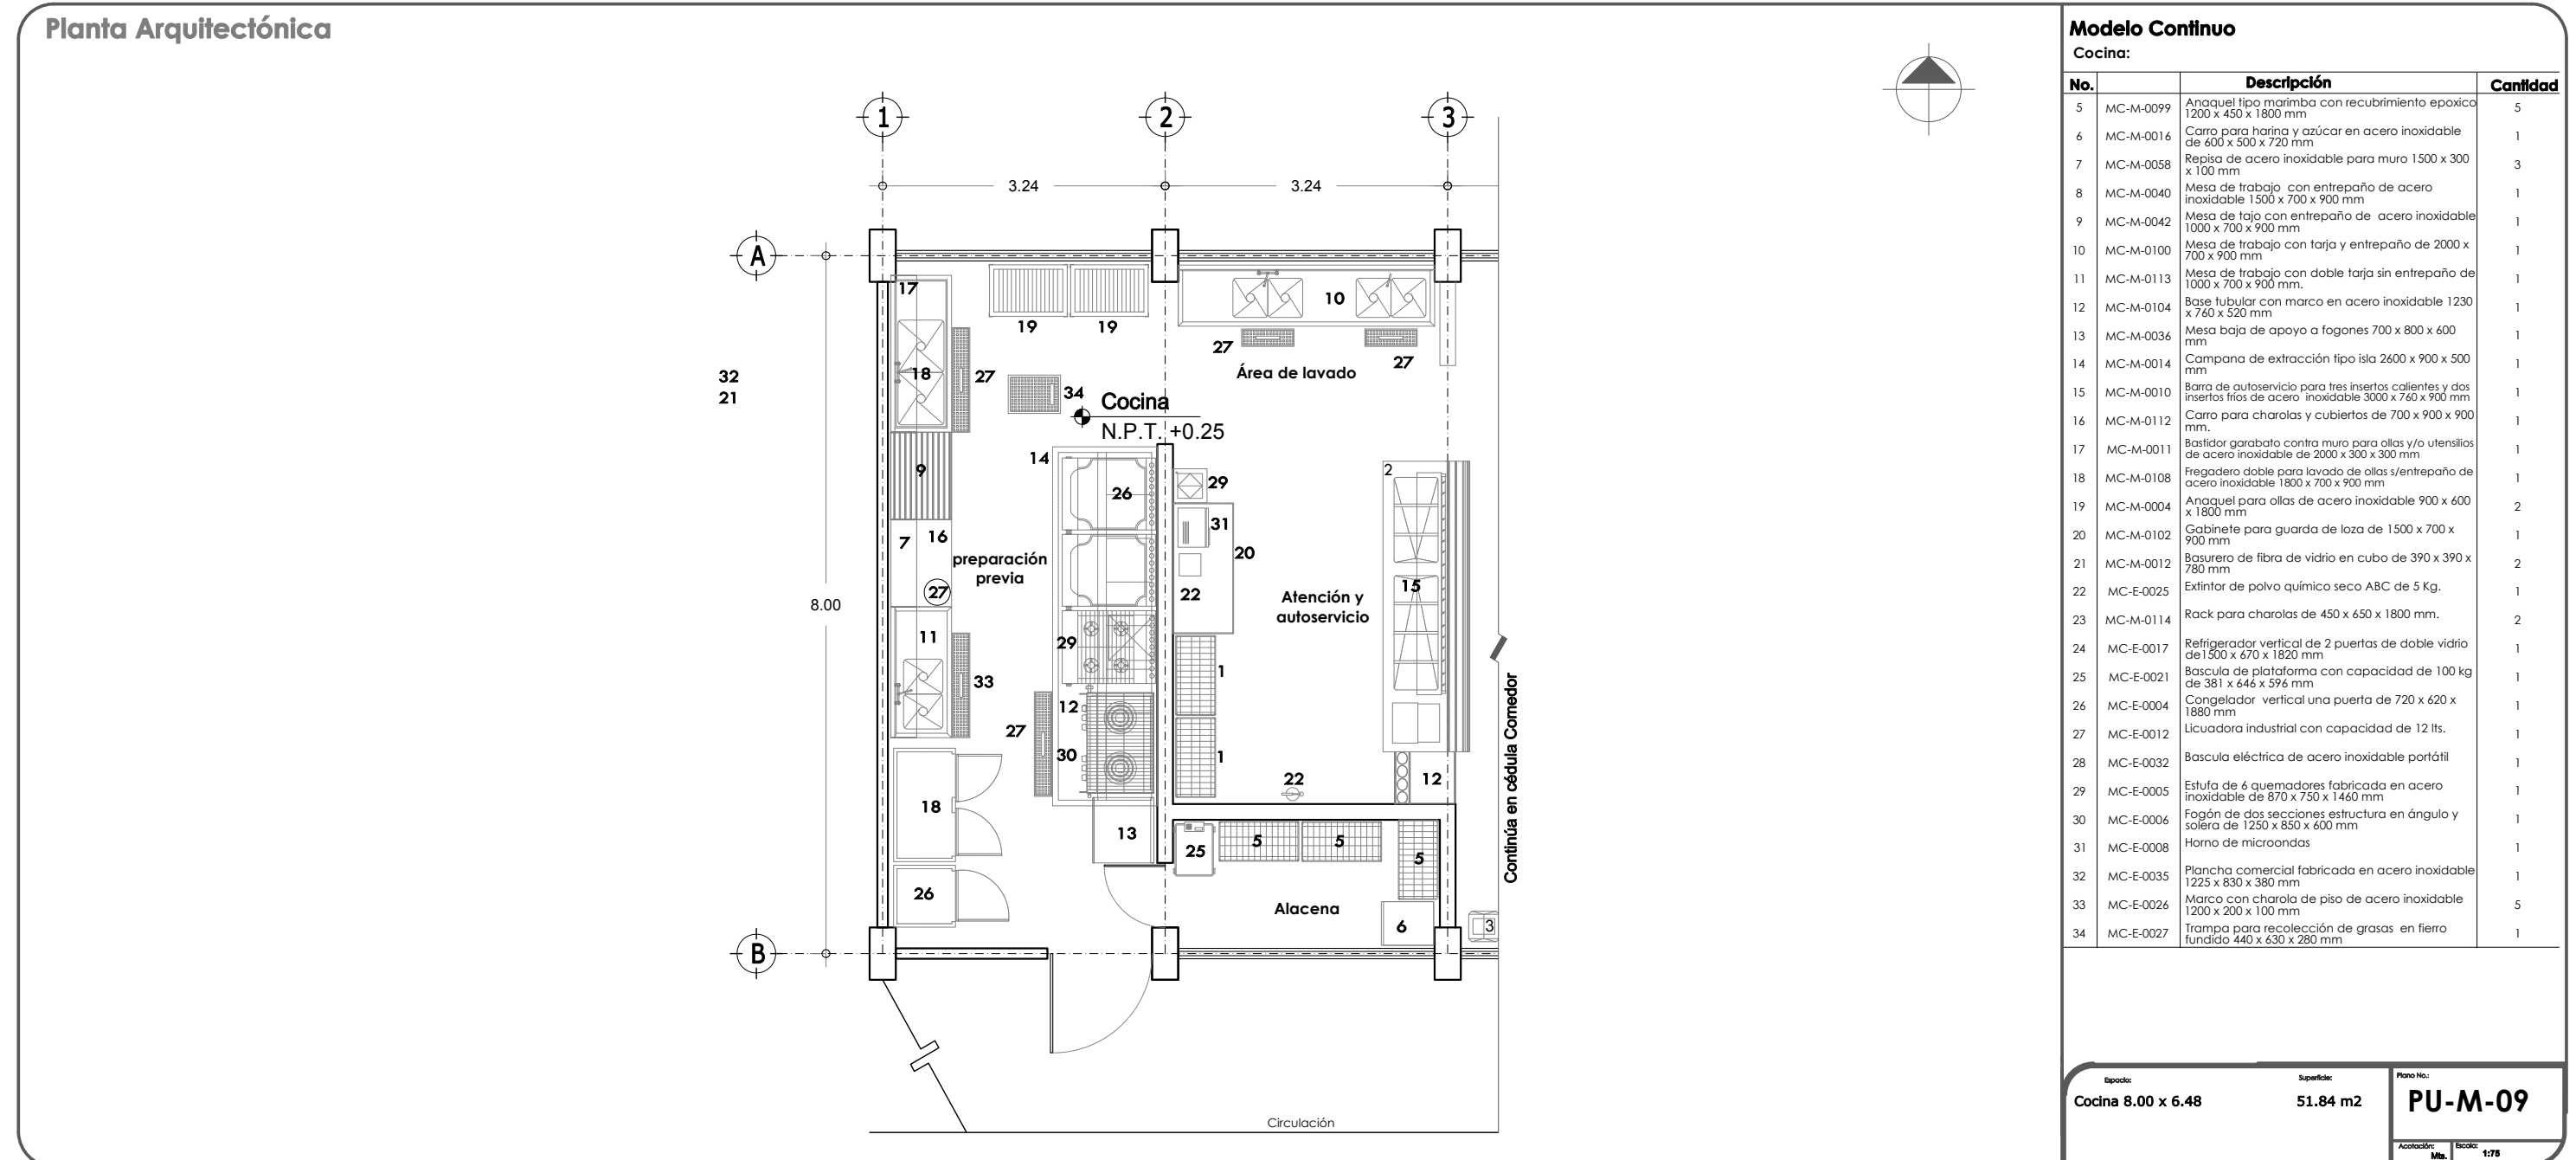 Planta Arquitectónica
1
2
3
3.24
3.24
A
17
19
19
10
18
27
27
27
Área de lavado
32
21
34
Cocina
N.P.T. +0.25
14
9
26
29
2
31
20
7
16
preparación
previa
27
22
Atención y
autoservicio
15
8.00
11
29
1
33
12
27
30
1
22
12
18
13
25
5
5
5
26
Alacena
6
3
B
Continúa en cédula Comedor
Circulación
Modelo Continuo
Cocina:
No. Descripción Cantidad
5 MC-M-0099 Anaquel tipo marimba con recubrimiento epoxico 5
1200 x 450 x 1800 mm
6 MC-M-0016 Carro para harina y azúcar en acero inoxidable 1
de 600 x 500 x 720 mm
7 MC-M-0058 Repisa de acero inoxidable para muro 1500 x 300 3
x 100 mm
8 MC-M-0040 Mesa de trabajo con entrepaño de acero 1
inoxidable 1500 x 700 x 900 mm
9 MC-M-0042 Mesa de tajo con entrepaño de acero inoxidable 1
1000 x 700 x 900 mm
10 MC-M-0100 Mesa de trabajo con tarja y entrepaño de 2000 x 1
700 x 900 mm
11 MC-M-0113 Mesa de trabajo con doble tarja sin entrepaño de 1
1000 x 700 x 900 mm.
12 MC-M-0104 Base tubular con marco en acero inoxidable 1230 1
x 760 x 520 mm
13 MC-M-0036 Mesa baja de apoyo a fogones 700 x 800 x 600 1
mm
14 MC-M-0014 Campana de extracción tipo isla 2600 x 900 x 500 1
mm
15 MC-M-0010 Barra de autoservicio para tres insertos calientes y dos 1
insertos fríos de acero inoxidable 3000 x 760 x 900 mm
16 MC-M-0112 Carro para charolas y cubiertos de 700 x 900 x 900 1
mm.
17 MC-M-0011 Bastidor garabato contra muro para ollas y/o utensilios 1
de acero inoxidable de 2000 x 300 x 300 mm
18 MC-M-0108 Fregadero doble para lavado de ollas s/entrepaño de 1
acero inoxidable 1800 x 700 x 900 mm
19 MC-M-0004 Anaquel para ollas de acero inoxidable 900 x 600 2
x 1800 mm
20 MC-M-0102 Gabinete para guarda de loza de 1500 x 700 x 1
900 mm
21 MC-M-0012 Basurero de fibra de vidrio en cubo de 390 x 390 x 2
780 mm
22 MC-E-0025 Extintor de polvo químico seco ABC de 5 Kg. 1
23 MC-M-0114 Rack para charolas de 450 x 650 x 1800 mm. 2
24 MC-E-0017 Refrigerador vertical de 2 puertas de doble vidrio 1
de1500 x 670 x 1820 mm
25 MC-E-0021 Bascula de plataforma con capacidad de 100 kg 1
de 381 x 646 x 596 mm
26 MC-E-0004 Congelador vertical una puerta de 720 x 620 x 1
1880 mm
27 MC-E-0012 Licuadora industrial con capacidad de 12 lts. 1
28 MC-E-0032 Bascula eléctrica de acero inoxidable portátil 1
29 MC-E-0005 Estufa de 6 quemadores fabricada en acero 1
inoxidable de 870 x 750 x 1460 mm
30 MC-E-0006 Fogón de dos secciones estructura en ángulo y 1
solera de 1250 x 850 x 600 mm
31 MC-E-0008 Horno de microondas 1
32 MC-E-0035 Plancha comercial fabricada en acero inoxidable 1
1225 x 830 x 380 mm
33 MC-E-0026 Marco con charola de piso de acero inoxidable 5
1200 x 200 x 100 mm
34 MC-E-0027 Trampa para recolección de grasas en fierro 1
fundido 440 x 630 x 280 mm
Espacio: Superficie: Plano No.:
Cocina 8.00 x 6.48 51.84 m2 PU-M-09
Acotación: Escala:
Mts. 1:75